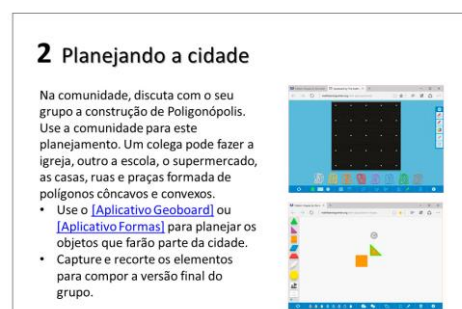 2 Planejando a cidade
Na comunidade, discuta com o seu
grupo a construção de Poligonópolis.
Use a comunidade para este
planejamento. Um colega pode fazer a
igreja, outro a escola, o supermercado,
as casas, ruas e praças formada de
polígonos côncavos e convexos.
• Use o [Aplicativo Geoboard] ou
[Aplicativo Formas] para planejar os
objetos que farão parte da cidade.
• Capture e recorte os elementos
para compor a versão final do
grupo.